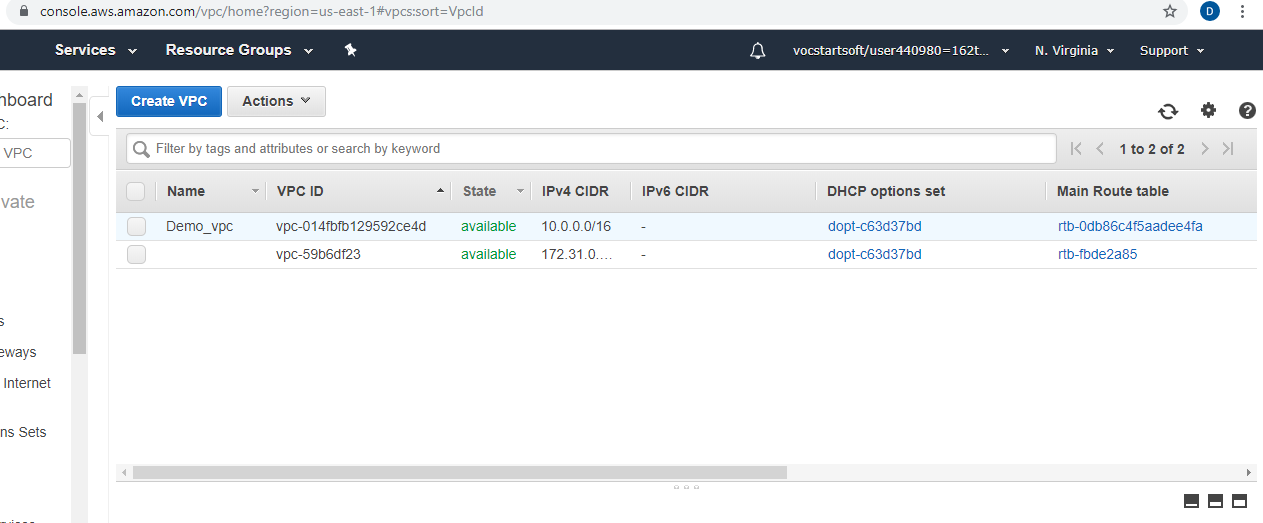 console.aws.amazon.com/vpc/home?region=us-east-1#vpcs:sort=VpcId
D
Services Resource Groups vocstartsoft/user440980=162t... N. Virginia Support
hboard
C:
VPC
vate
s
eways
Internet
ns Sets
Create VPC Actions
Filter by tags and attributes or search by keyword 1 to 2 of 2
Name VPC ID State IPv4 CIDR IPv6 CIDR DHCP options set Main Route table
Demo_vpc vpc-014fbfb129592ce4d available 10.0.0.0/16 - dopt-c63d37bd rtb-0db86c4f5aadee4fa
vpc-59b6df23 available 172.31.0.... - dopt-c63d37bd rtb-fbde2a85